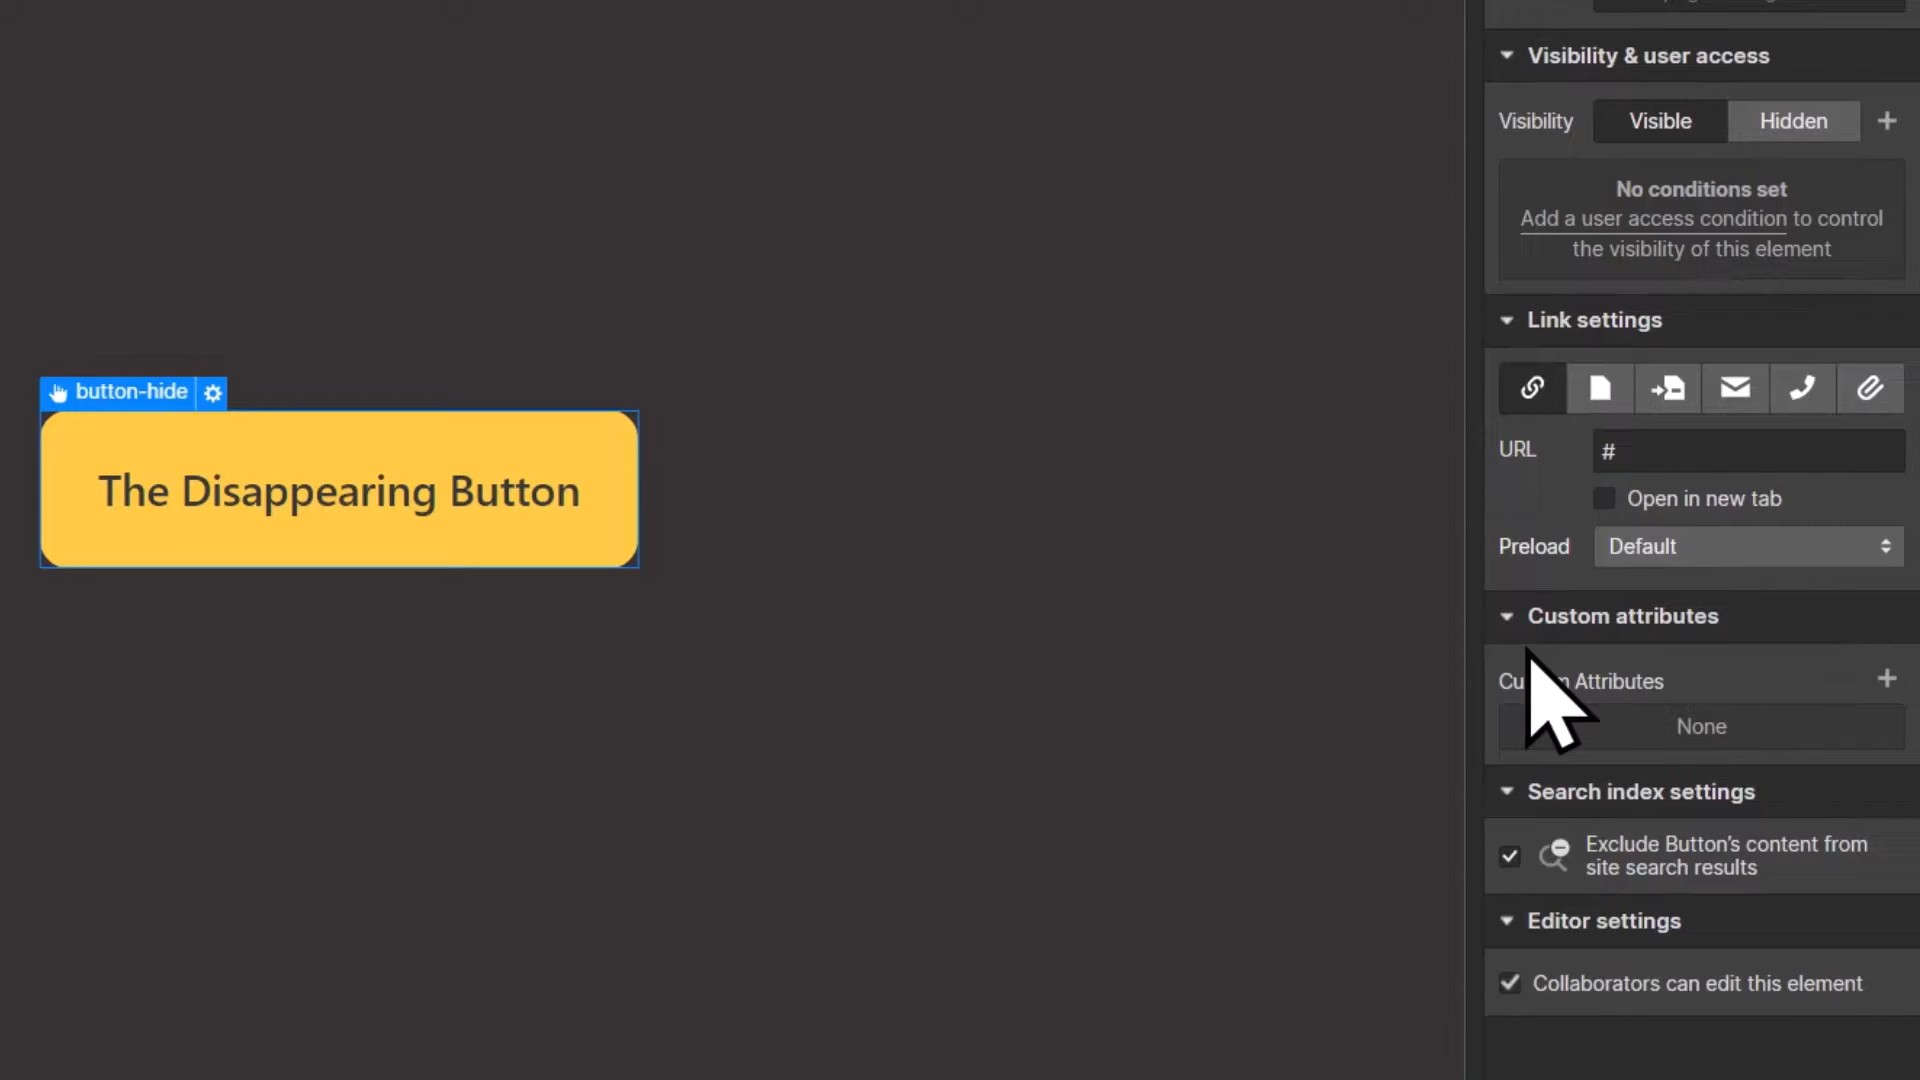 Visibility & user access
Visibility
Visible
Hidden
No conditions set
Add a user access condition to control
the visibility of this element
Link settings
button-hide
The Disappearing Button
URL
#
Open in new tab
Preload
Default
Custom attributes
Attributes
None
Search index settings
Exclude Button's content from
site search results
Editor settings
Collaborators can edit this element